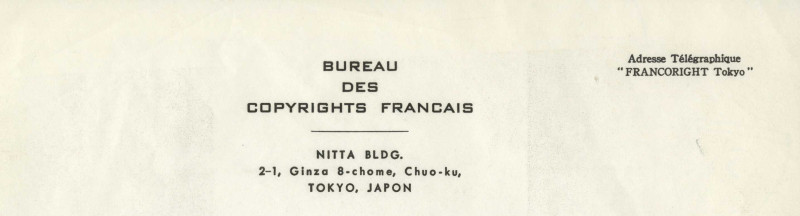 BUREAU
DES
COPYRIGHTS FRANCAIS
NITTA BLDG.
2-1, Ginza 8-chome, Chuo-ku,
TOKYO, JAPON
Adresse Télégraphique
"FRANCORIGHT Tokyo"